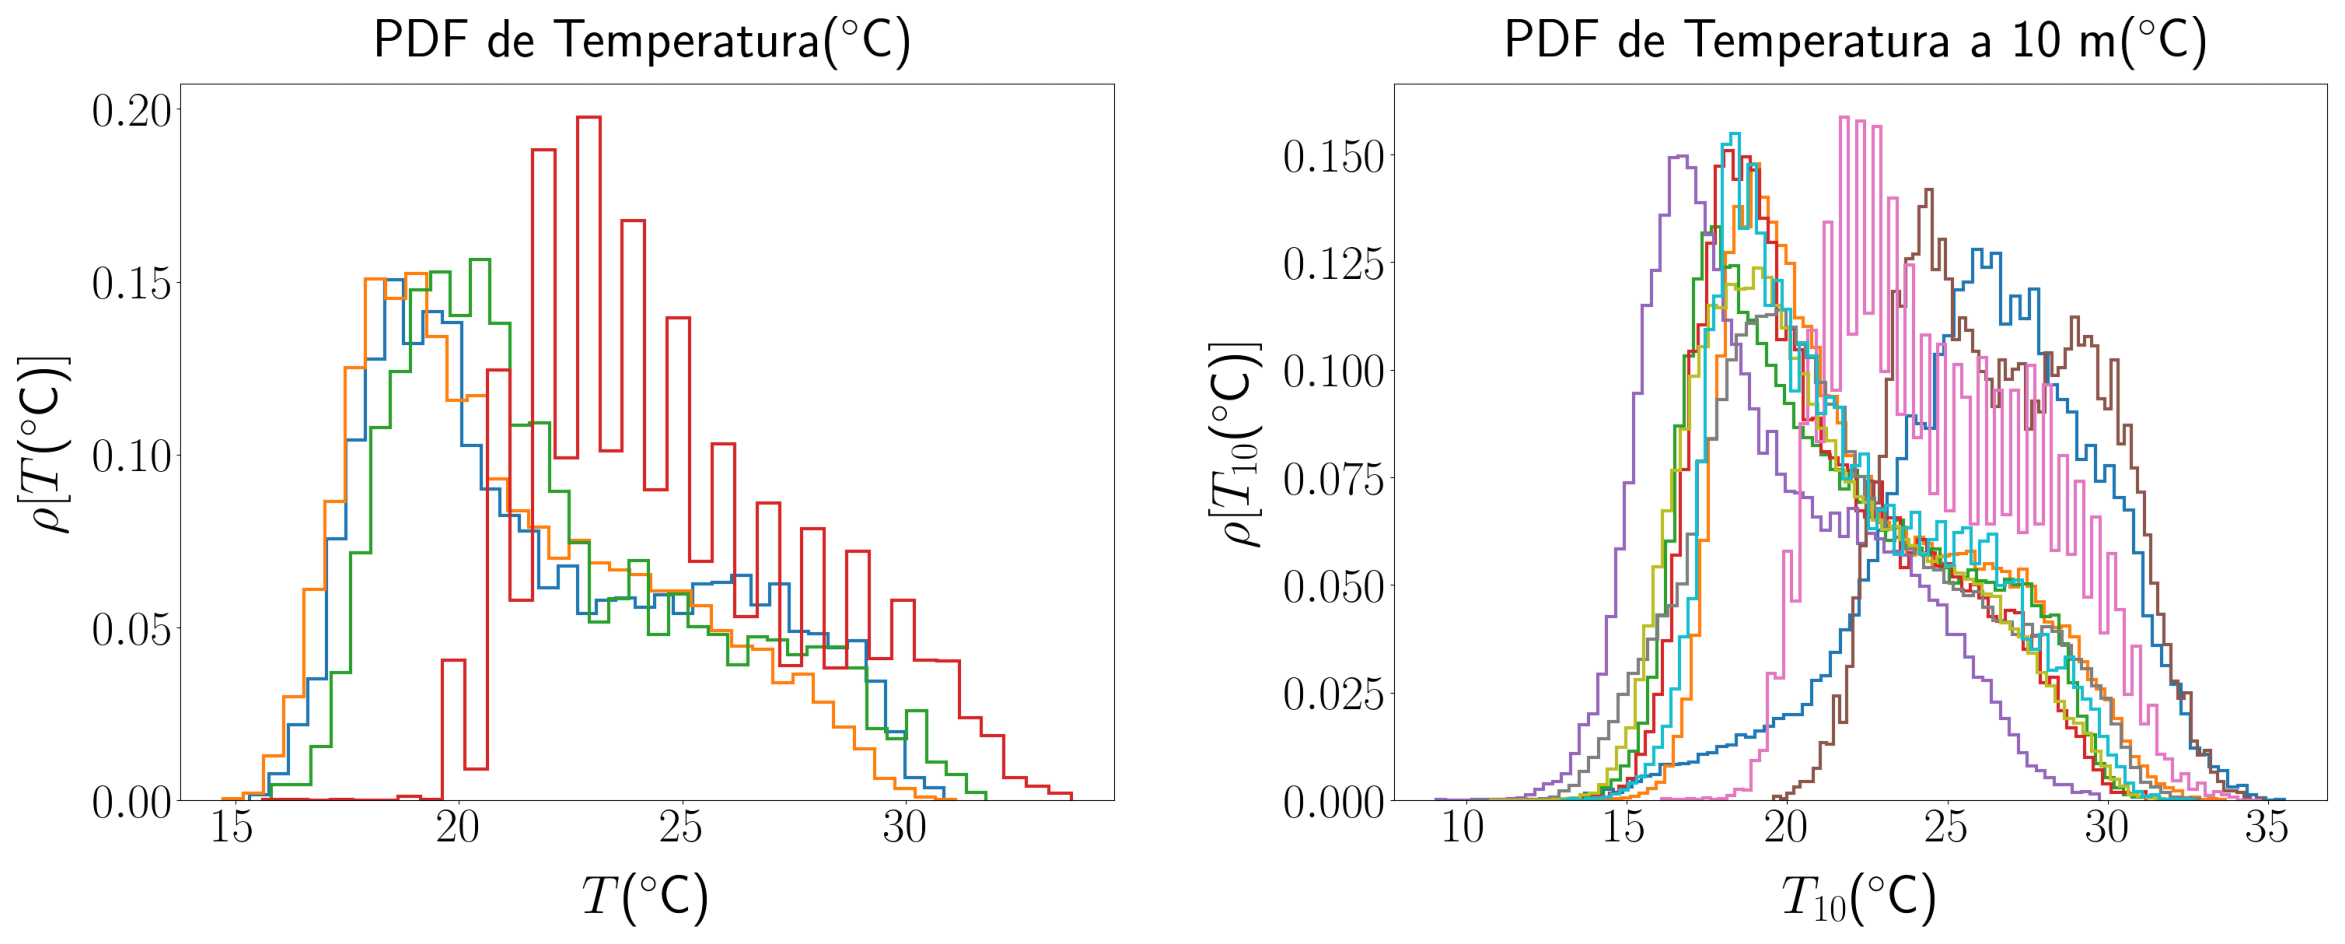 PDF de Temperatura(°C)
ρ[T(°C)]
0.20
0.15
0.10
0.05
0.00
15 20 25 30
T(°C)
PDF de Temperatura a 10 m(°C)
ρ[T₁₀(°C)]
0.150
0.125
0.100
0.075
0.050
0.025
0.000
10 15 20 25 30 35
T₁₀(°C)